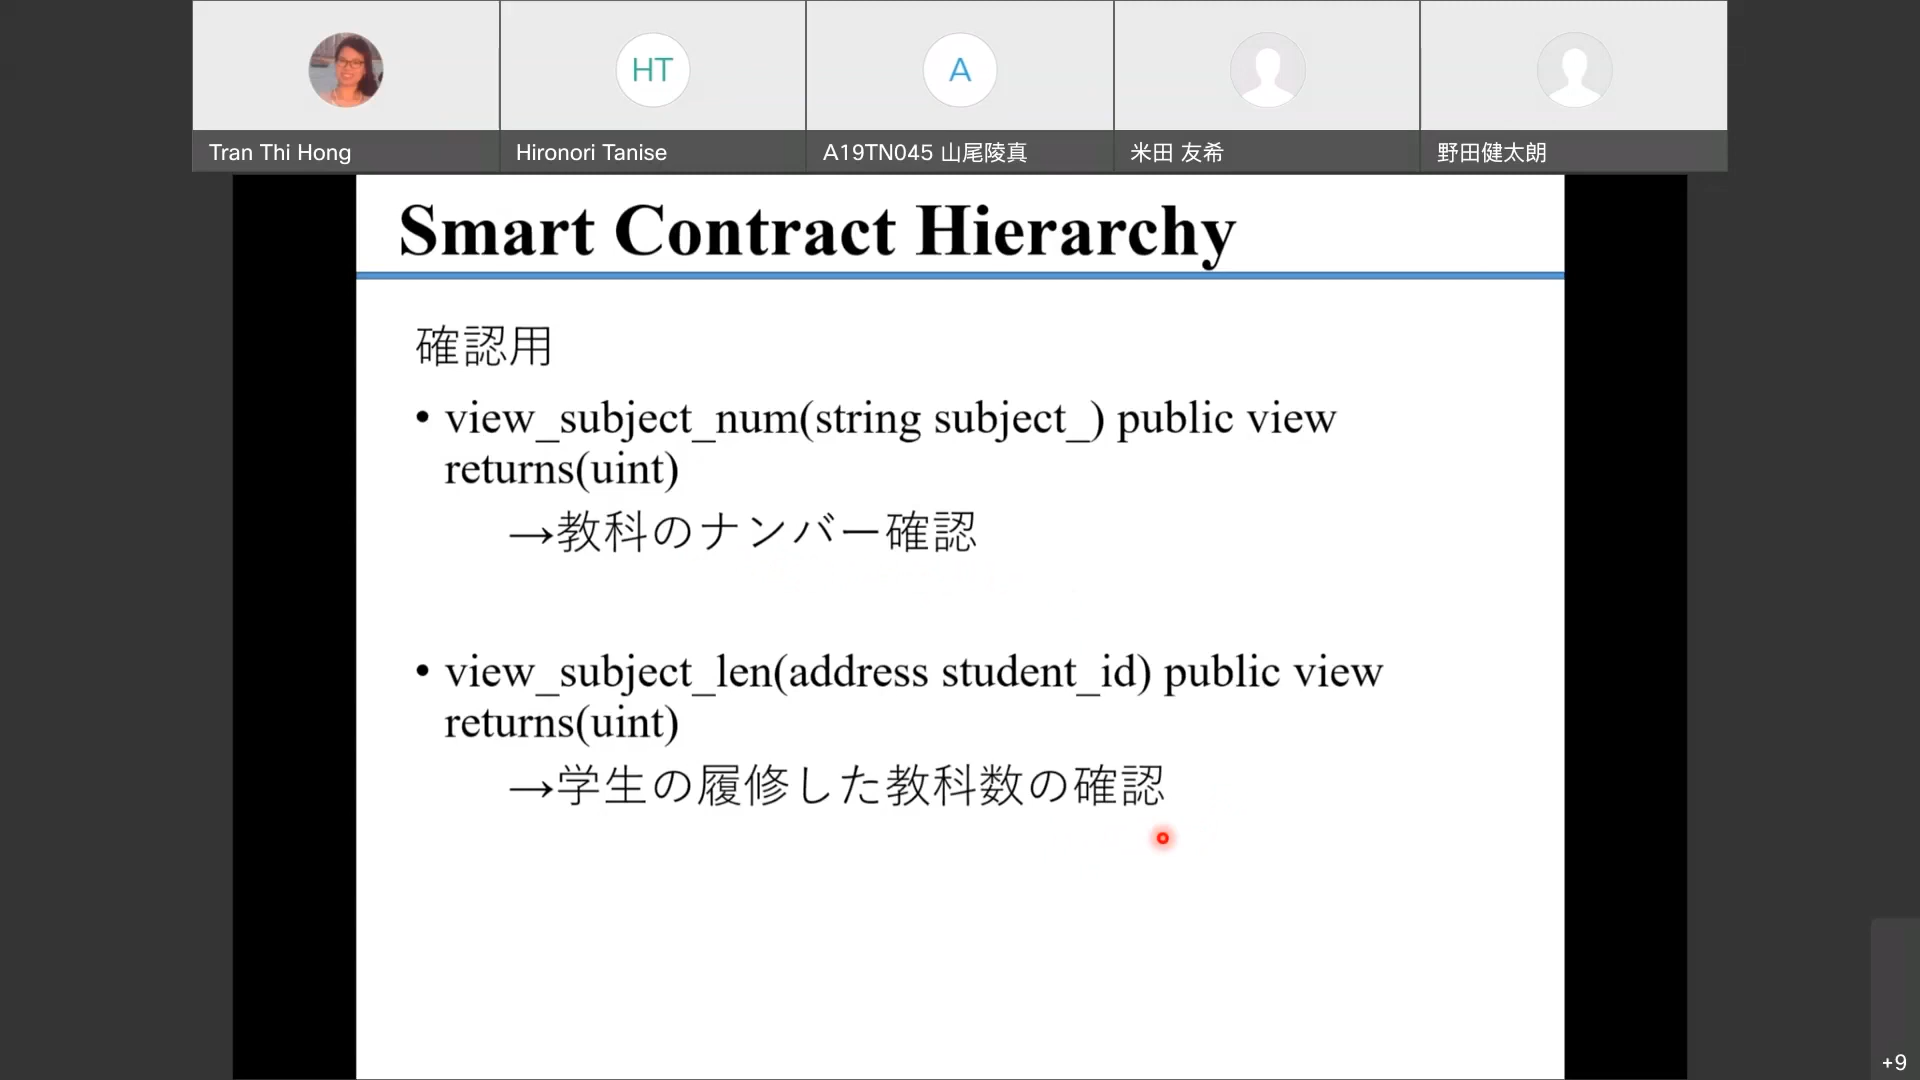 HT
A
Tran Thi Hong
Hironori Tanise
A19TN045 山尾陵真
米田 友希
野田健太朗
Smart Contract Hierarchy
確認用
• view_subject_num(string subject_) public view
returns(uint)
→教科のナンバー確認
• view_subject_len(address student_id) public view
returns(uint)
→学生の履修した教科数の確認
+9